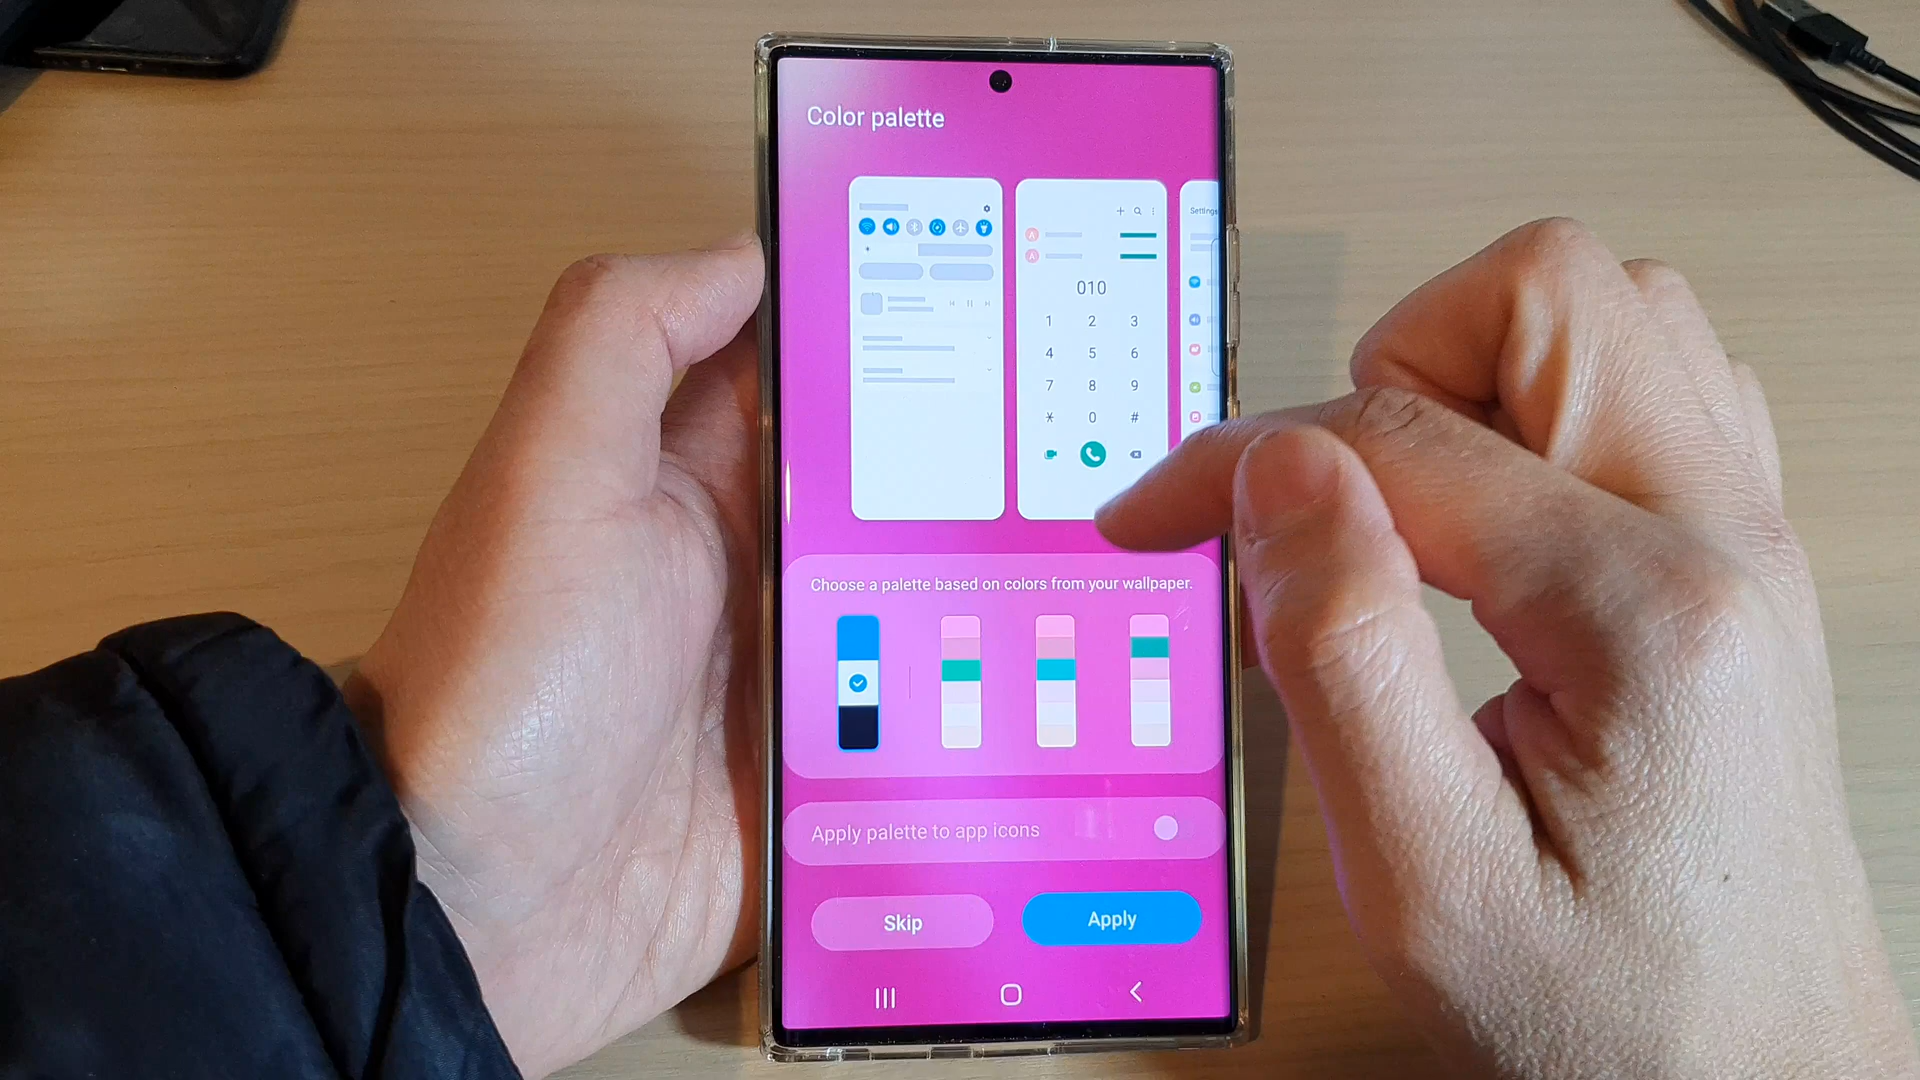 Color palette
Settings
010
1 2 3
4 5 6
7 8 9
* 0 #
Choose a palette based on colors from your wallpaper.
Apply palette to app icons
Skip
Apply